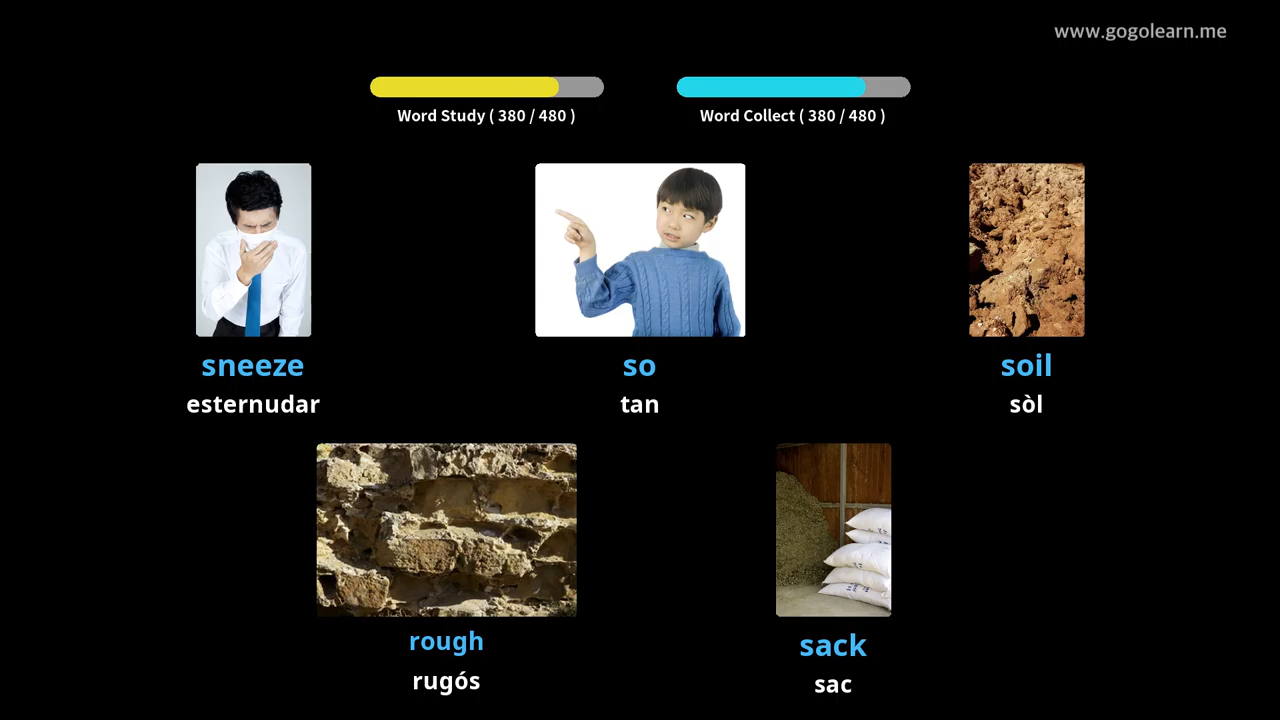 www.gogolearn.me
Word Study ( 380 / 480 )
Word Collect ( 380 / 480 )
sneeze
esternudar
so
tan
soil
sòl
rough
rugós
sack
sac